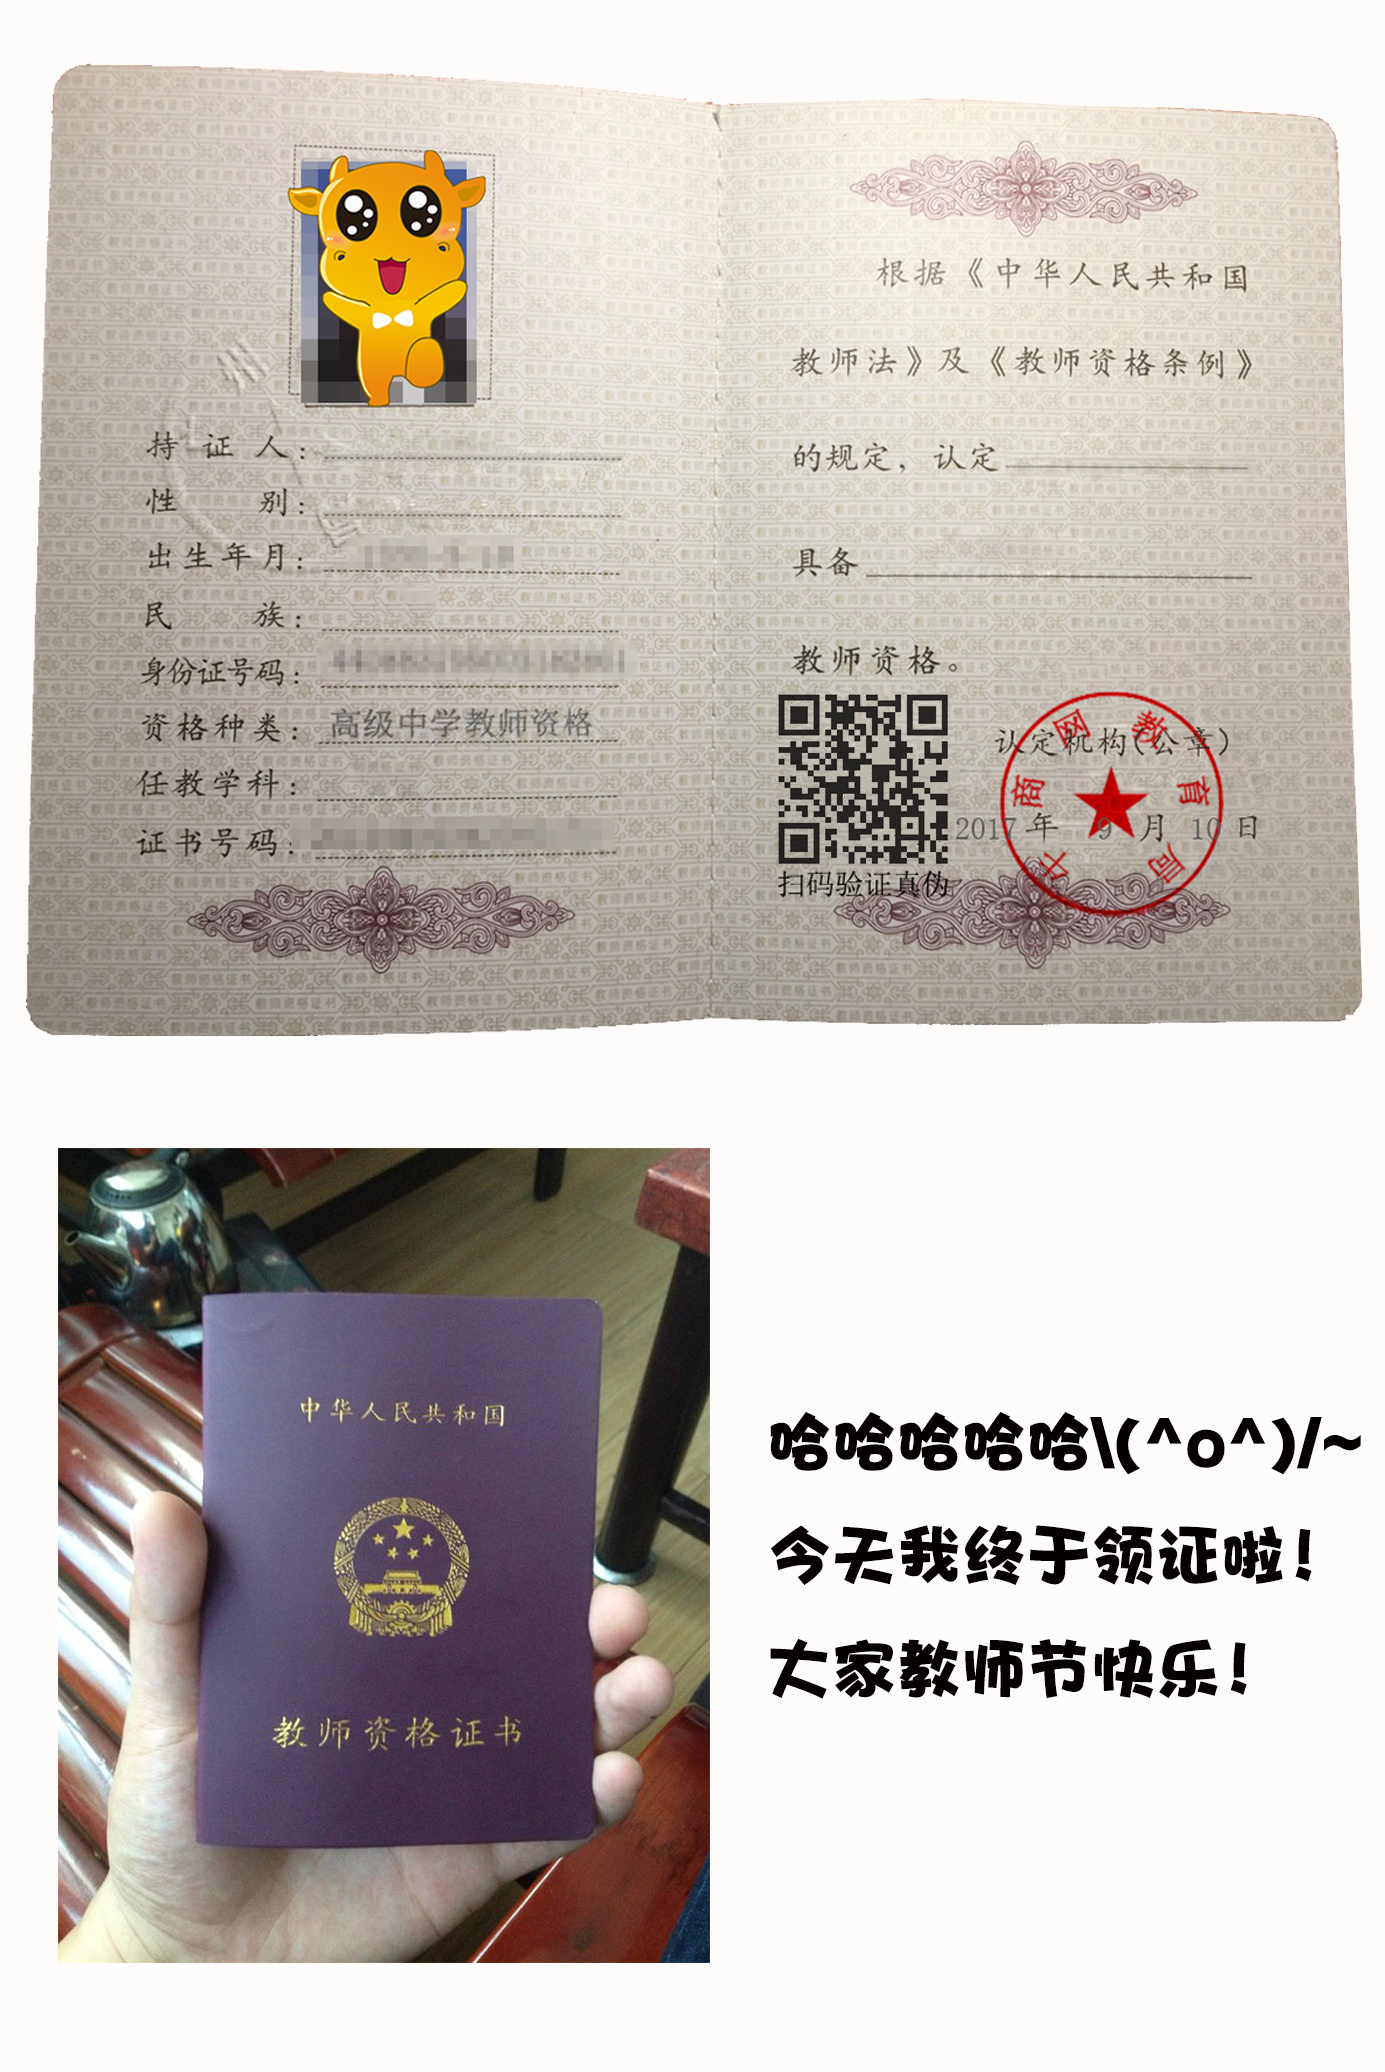 持证人：
性别：
出生年月：
民族：
身份证号码：
资格种类：高级中学教师资格
任教学科：
证书号码：
根据《中华人民共和国
教师法》及《教师资格条例》
的规定，认定
具备
教师资格。
认定机构(公章)
2017年 9月 10日
牛商网教育局
扫码验证真伪
中华人民共和国
教师资格证书
哈哈哈哈哈\(^o^)/~
今天我终于领证啦！
大家教师节快乐！